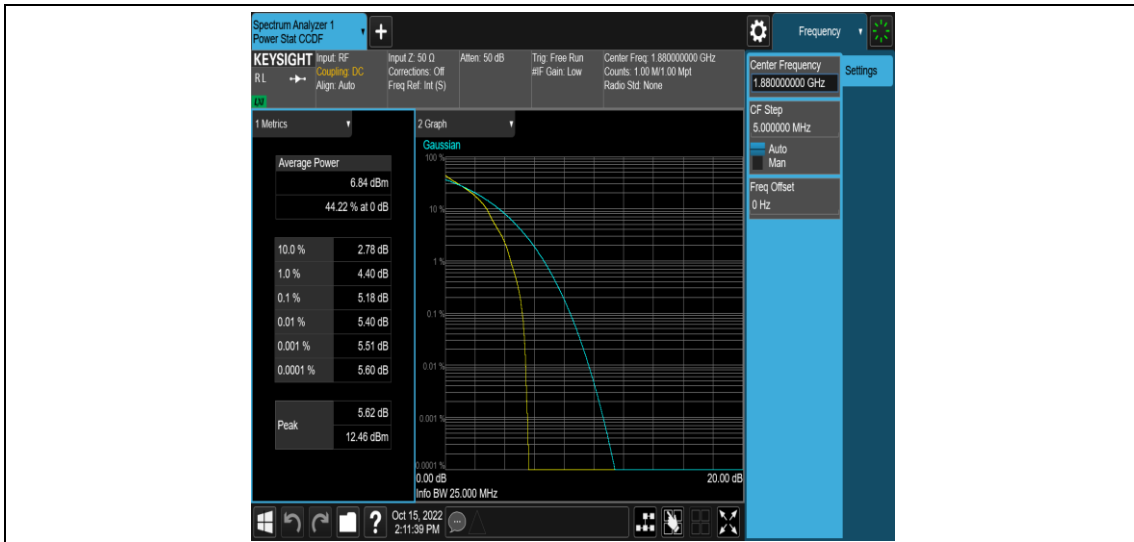 Spectrum Analyzer 1
Power Stat CCDF
Frequency
KEYSIGHT
RL
Input: RF
Coupling: DC
Align: Auto
Input Z: 50 Ω
Corrections: Off
Freq Ref: Int (S)
Atten: 50 dB
Trig: Free Run
#IF Gain: Low
Center Freq: 1.880000000 GHz
Counts: 1.00 M/1.00 Mpt
Radio Std: None
Center Frequency
1.880000000 GHz
Settings
CF Step
5.000000 MHz
Auto
Man
Freq Offset
0 Hz
1 Metrics
Average Power
6.84 dBm
44.22 % at 0 dB
10.0 % 2.78 dB
1.0 % 4.40 dB
0.1 % 5.18 dB
0.01 % 5.40 dB
0.001 % 5.51 dB
0.0001 % 5.60 dB
Peak
5.62 dB
12.46 dBm
2 Graph
Gaussian
100 %
10 %
1 %
0.1 %
0.01 %
0.001 %
0.0001 %
0.00 dB 20.00 dB
Info BW 25.000 MHz
?
Oct 15, 2022
2:11:39 PM